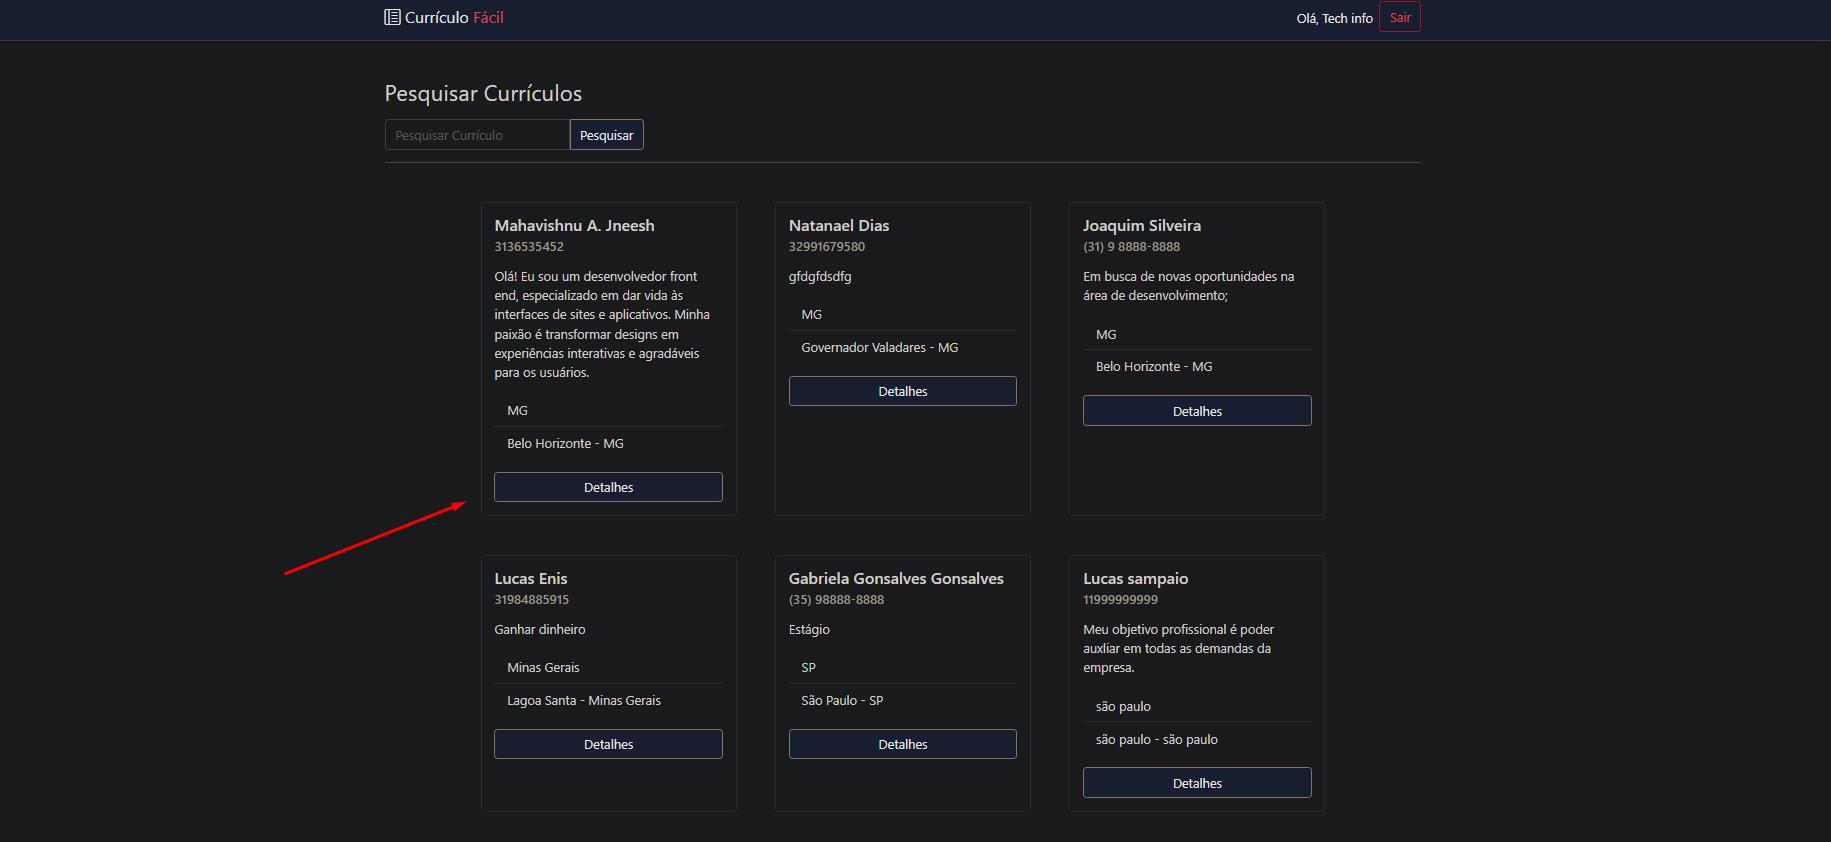 Currículo Fácil
Olá, Tech info
Sair
Pesquisar Currículos
Pesquisar Currículo
Pesquisar
Mahavishnu A. Jneesh
3136535452
Olá! Eu sou um desenvolvedor front
end, especializado em dar vida às
interfaces de sites e aplicativos. Minha
paixão é transformar designs em
experiências interativas e agradáveis
para os usuários.
MG
Belo Horizonte - MG
Detalhes
Natanael Dias
32991679580
gfdgfdsdfg
MG
Governador Valadares - MG
Detalhes
Joaquim Silveira
(31) 9 8888-8888
Em busca de novas oportunidades na
área de desenvolvimento;
MG
Belo Horizonte - MG
Detalhes
Lucas Enis
31984885915
Ganhar dinheiro
Minas Gerais
Lagoa Santa - Minas Gerais
Detalhes
Gabriela Gonsalves Gonsalves
(35) 98888-8888
Estágio
SP
São Paulo - SP
Detalhes
Lucas sampaio
11999999999
Meu objetivo profissional é poder
auxliar em todas as demandas da
empresa.
são paulo
são paulo - são paulo
Detalhes